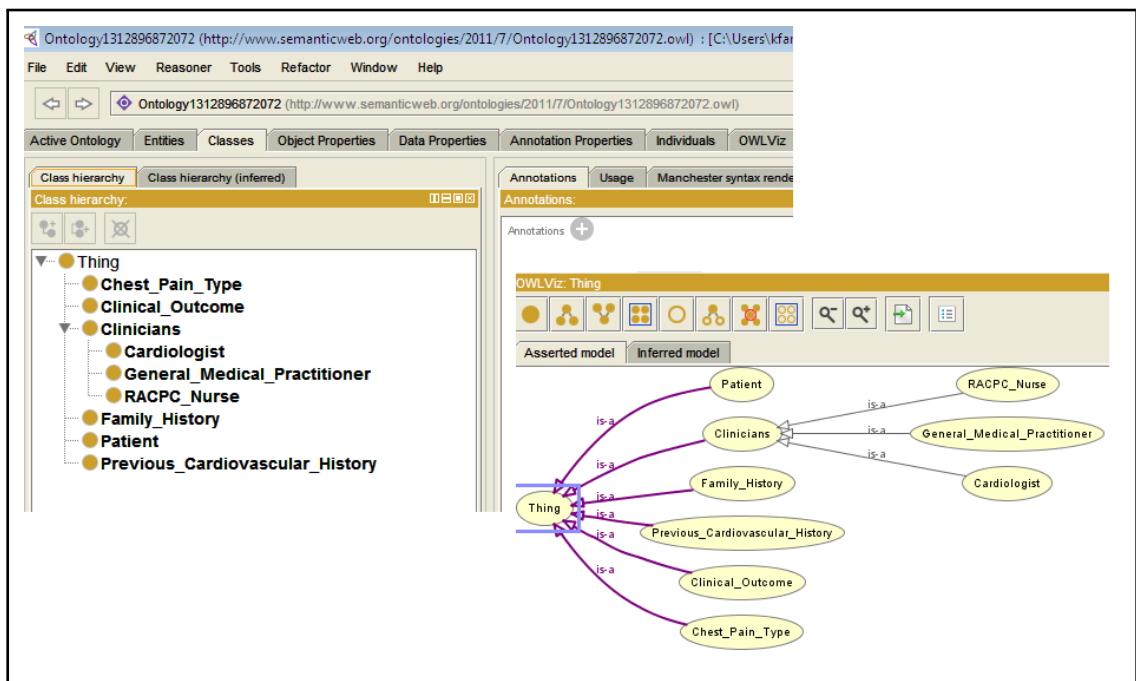 Ontology1312896872072 (http://www.semanticweb.org/ontologies/2011/7/Ontology1312896872072.owl) : [C:\Users\kfar
File Edit View Reasoner Tools Refactor Window Help
Ontology1312896872072 (http://www.semanticweb.org/ontologies/2011/7/Ontology1312896872072.owl)
Active Ontology Entities Classes Object Properties Data Properties Annotation Properties Individuals OWLViz
Class hierarchy Class hierarchy (inferred)
Class hierarchy:
Thing
Chest_Pain_Type
Clinical_Outcome
Clinicians
Cardiologist
General_Medical_Practitioner
RACPC_Nurse
Family_History
Patient
Previous_Cardiovascular_History
Annotations Usage Manchester syntax rende
Annotations:
Annotations
OWLViz: Thing
Asserted model Inferred model
Patient RACPC_Nurse
is-a is-a
Clinicians is-a General_Medical_Practitioner
is-a is-a
Family_History Cardiologist
is-a
Thing
is-a Previous_Cardiovascular_History
is-a
Clinical_Outcome
is-a
Chest_Pain_Type